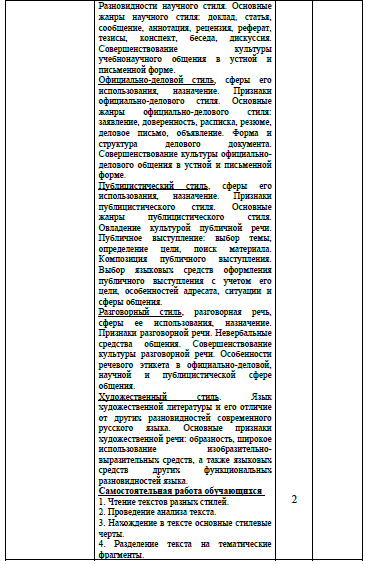 Разновидности научного стиля. Основные
жанры научного стиля: доклад, статья,
сообщение, аннотация, рецензия, реферат,
тезисы, конспект, беседа, дискуссия.
Совершенствование культуры
учебнонаучного общения в устной и
письменной форме.
Официально-деловой стиль, сферы его
использования, назначение. Признаки
официально-делового стиля. Основные
жанры официально-делового стиля:
заявление, доверенность, расписка, резюме,
деловое письмо, объявление. Форма и
структура делового документа.
Совершенствование культуры официально-
делового общения в устной и письменной
форме.
Публицистический стиль, сферы его
использования, назначение. Признаки
публицистического стиля. Основные
жанры публицистического стиля.
Овладение культурой публичной речи.
Публичное выступление: выбор темы,
определение цели, поиск материала.
Композиция публичного выступления.
Выбор языковых средств оформления
публичного выступления с учетом его
цели, особенностей адресата, ситуации и
сферы общения.
Разговорный стиль, разговорная речь,
сферы ее использования, назначение.
Признаки разговорной речи. Невербальные
средства общения. Совершенствование
культуры разговорной речи. Особенности
речевого этикета в официально-деловой,
научной и публицистической сфере
общения.
Художественный стиль. Язык
художественной литературы и его отличие
от других разновидностей современного
русского языка. Основные признаки
художественной речи: образность, широкое
использование изобразительно-
выразительных средств, а также языковых
средств других функциональных
разновидностей языка.
Самостоятельная работа обучающихся
2
1. Чтение текстов разных стилей.
2. Проведение анализа текста.
3. Нахождение в тексте основные стилевые
черты.
4. Разделение текста на тематические
фрагменты.